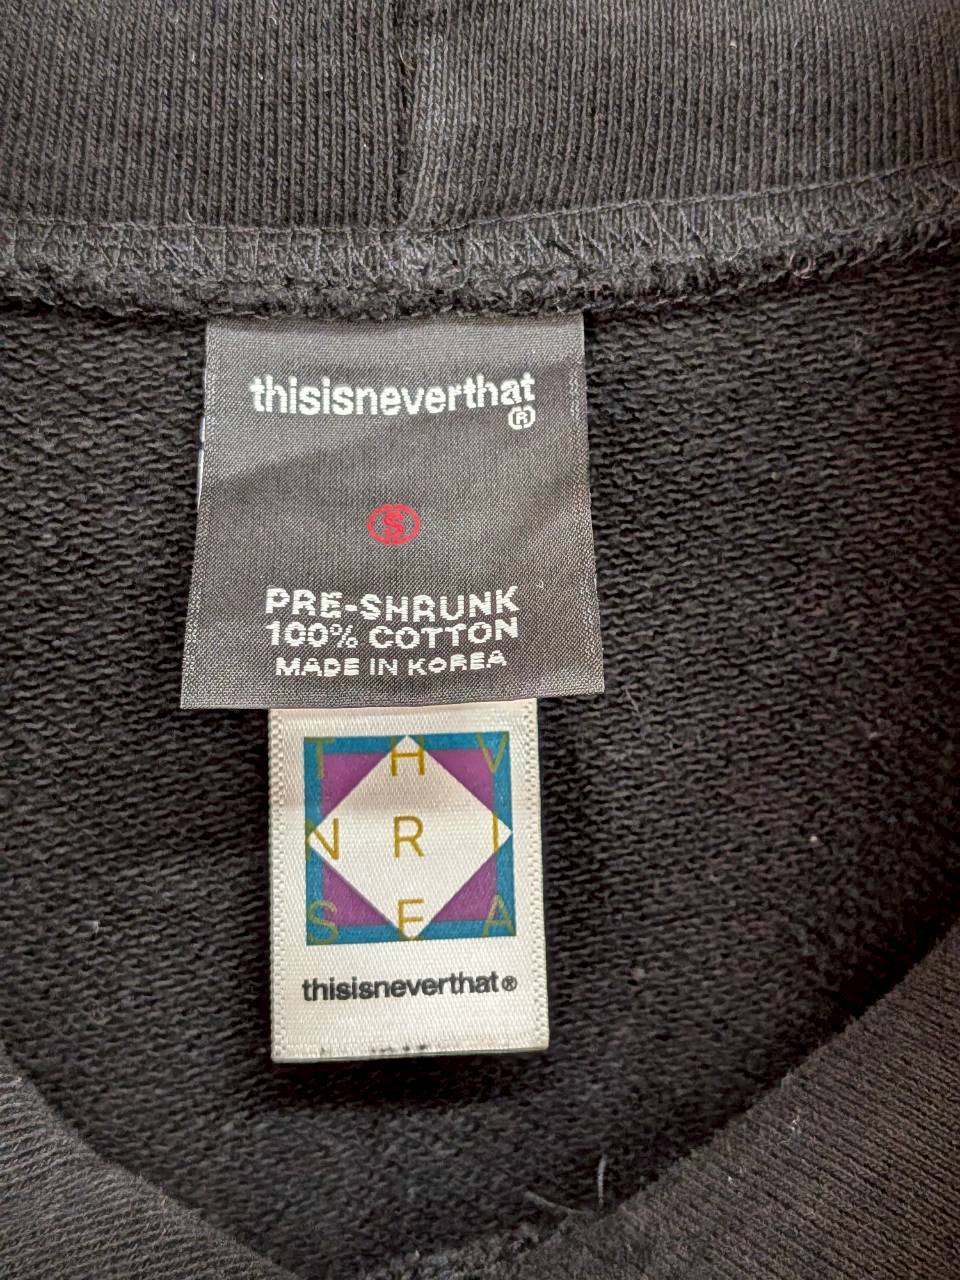 thisisneverthat
®
S
PRE-SHRUNK
100% COTTON
MADE IN KOREA
T H V
N R I
S E A
thisisneverthat®